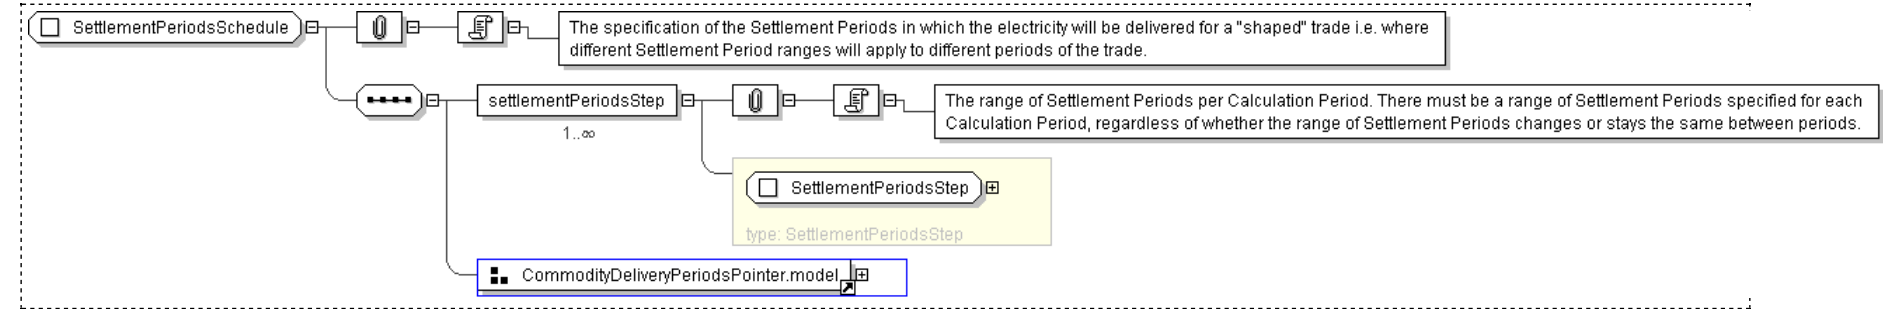 SettlementPeriodsSchedule
The specification of the Settlement Periods in which the electricity will be delivered for a "shaped" trade i.e. where
different Settlement Period ranges will apply to different periods of the trade.
settlementPeriodsStep
1..∞
The range of Settlement Periods per Calculation Period. There must be a range of Settlement Periods specified for each
Calculation Period, regardless of whether the range of Settlement Periods changes or stays the same between periods.
SettlementPeriodsStep
type: SettlementPeriodsStep
CommodityDeliveryPeriodsPointer.model